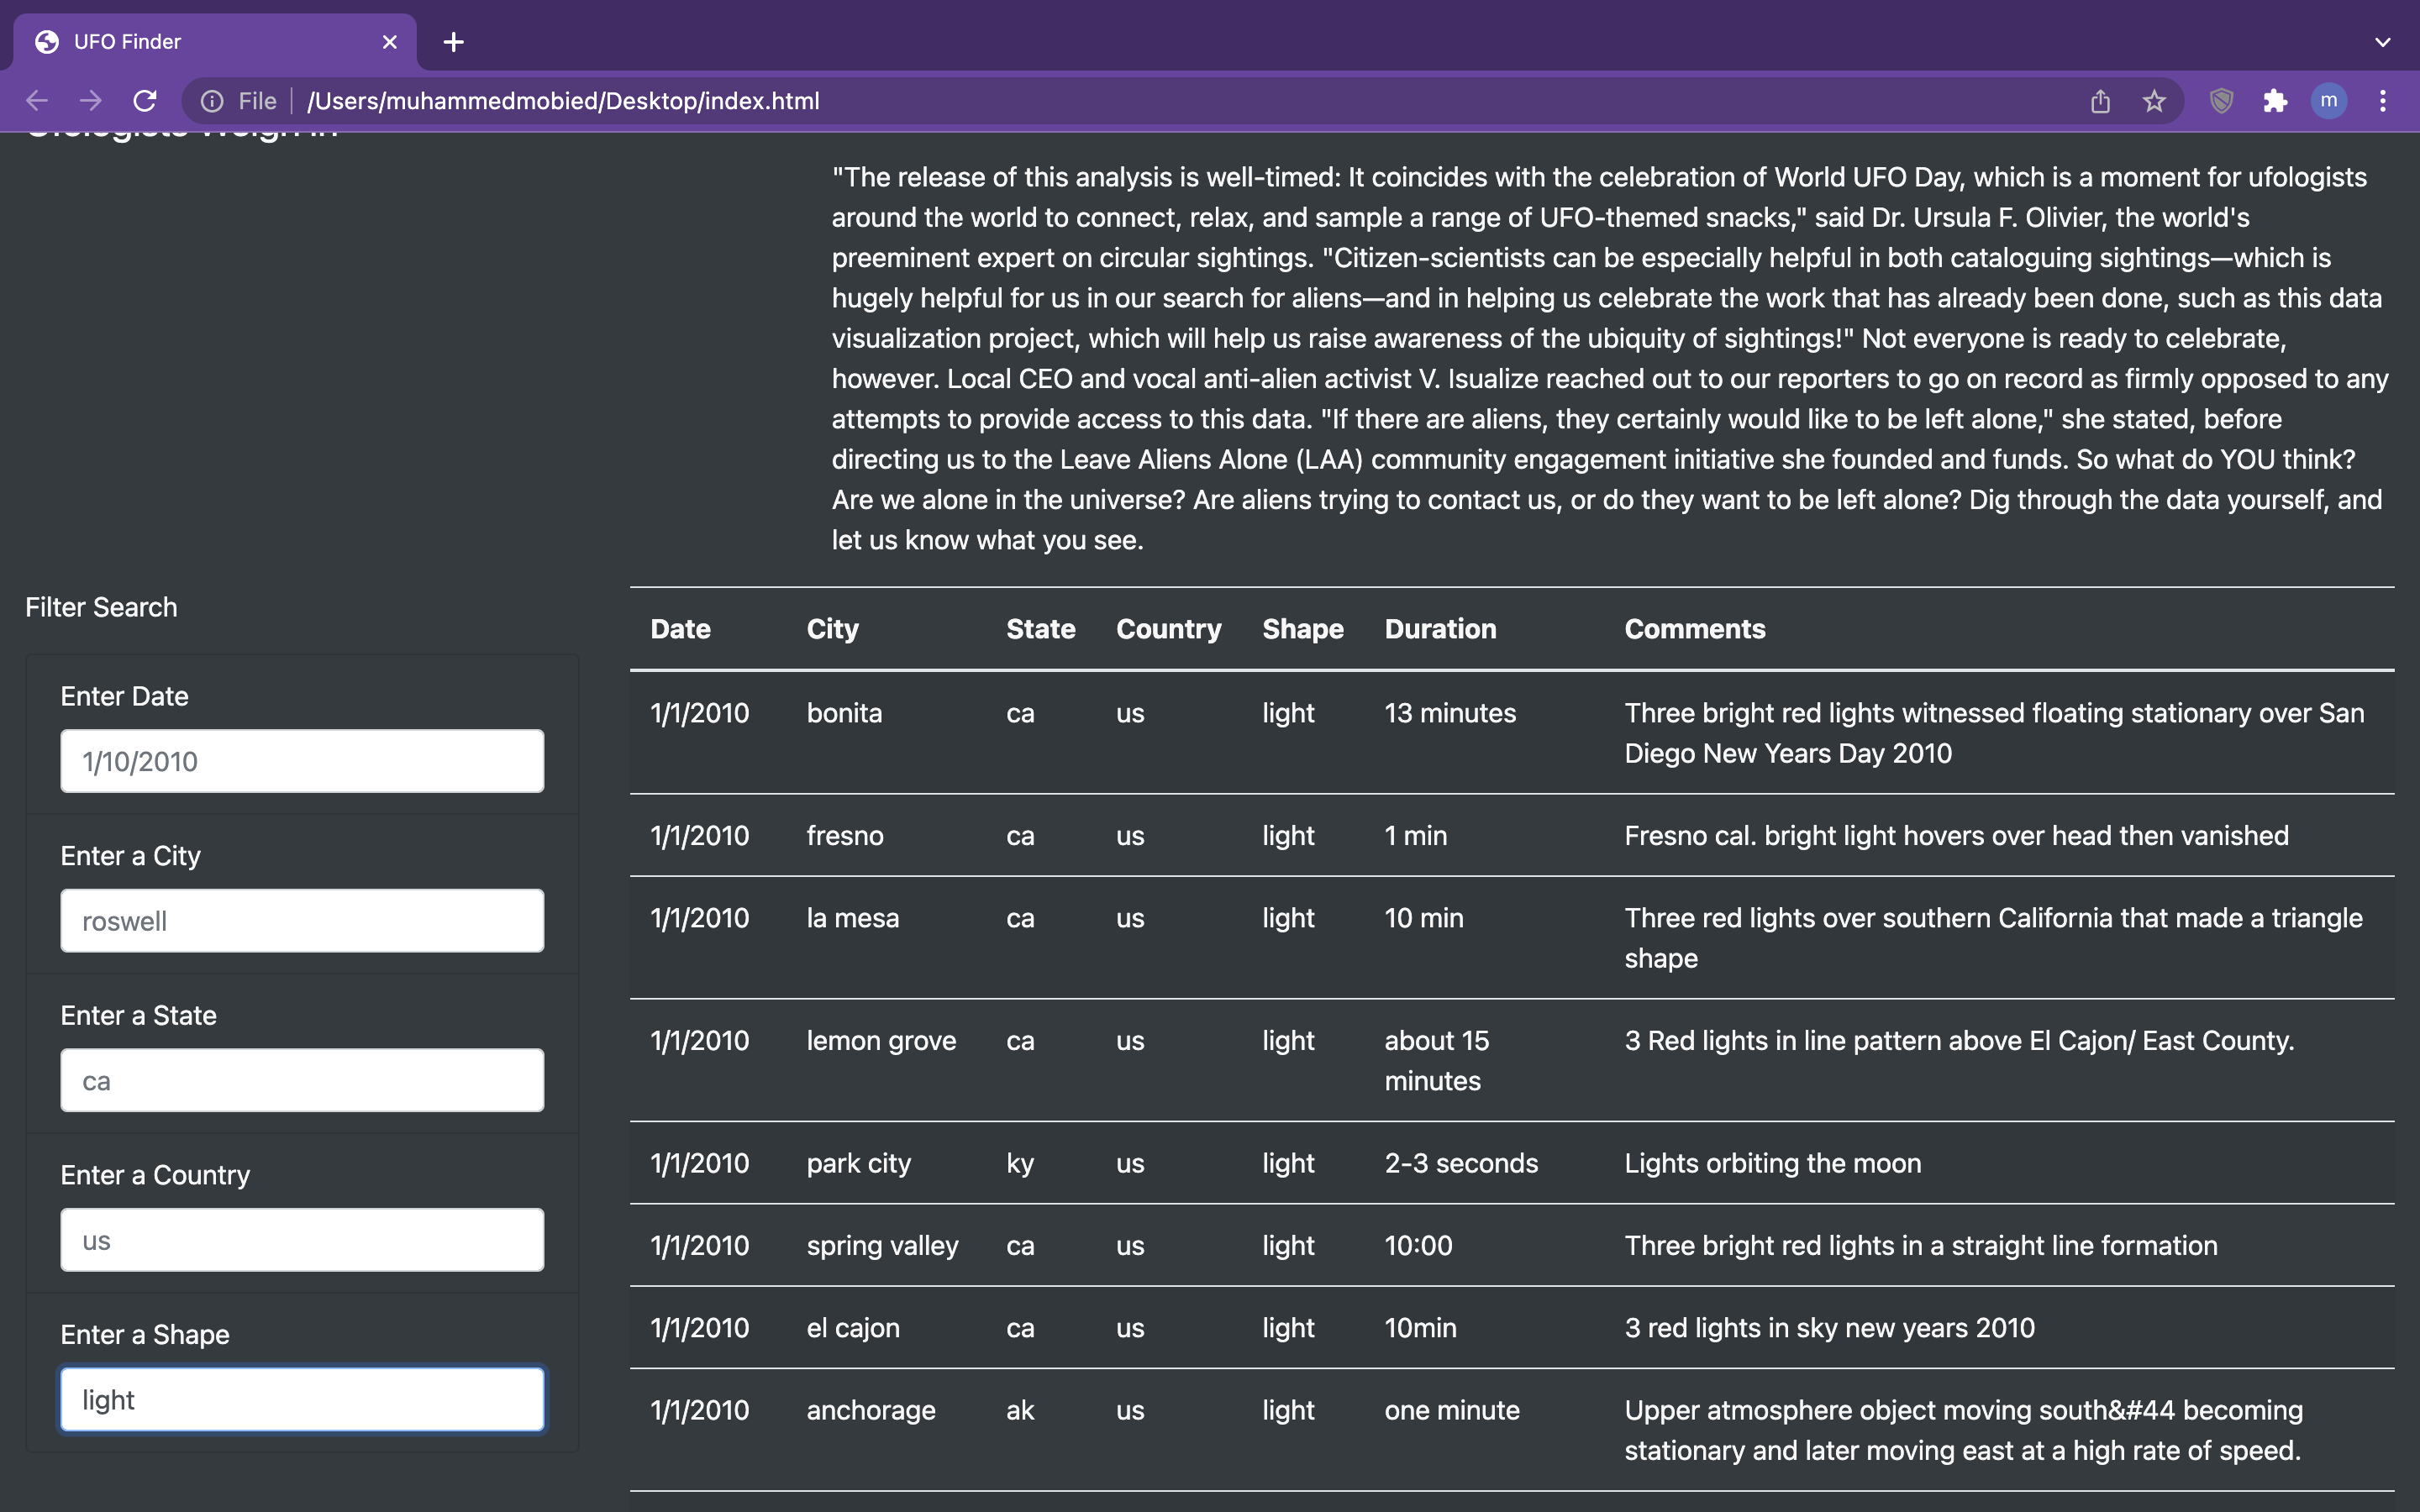 UFO Finder
File /Users/muhammedmobied/Desktop/index.html
m
Ufologists Weigh In
"The release of this analysis is well-timed: It coincides with the celebration of World UFO Day, which is a moment for ufologists
around the world to connect, relax, and sample a range of UFO-themed snacks," said Dr. Ursula F. Olivier, the world's
preeminent expert on circular sightings. "Citizen-scientists can be especially helpful in both cataloguing sightings—which is
hugely helpful for us in our search for aliens—and in helping us celebrate the work that has already been done, such as this data
visualization project, which will help us raise awareness of the ubiquity of sightings!" Not everyone is ready to celebrate,
however. Local CEO and vocal anti-alien activist V. Isualize reached out to our reporters to go on record as firmly opposed to any
attempts to provide access to this data. "If there are aliens, they certainly would like to be left alone," she stated, before
directing us to the Leave Aliens Alone (LAA) community engagement initiative she founded and funds. So what do YOU think?
Are we alone in the universe? Are aliens trying to contact us, or do they want to be left alone? Dig through the data yourself, and
let us know what you see.
Filter Search
Enter Date
1/10/2010
Enter a City
roswell
Enter a State
ca
Enter a Country
us
Enter a Shape
light
Date City State Country Shape Duration Comments
1/1/2010 bonita ca us light 13 minutes Three bright red lights witnessed floating stationary over San
Diego New Years Day 2010
1/1/2010 fresno ca us light 1 min Fresno cal. bright light hovers over head then vanished
1/1/2010 la mesa ca us light 10 min Three red lights over southern California that made a triangle
shape
1/1/2010 lemon grove ca us light about 15 3 Red lights in line pattern above El Cajon/ East County.
minutes
1/1/2010 park city ky us light 2-3 seconds Lights orbiting the moon
1/1/2010 spring valley ca us light 10:00 Three bright red lights in a straight line formation
1/1/2010 el cajon ca us light 10min 3 red lights in sky new years 2010
1/1/2010 anchorage ak us light one minute Upper atmosphere object moving south&#44 becoming
stationary and later moving east at a high rate of speed.